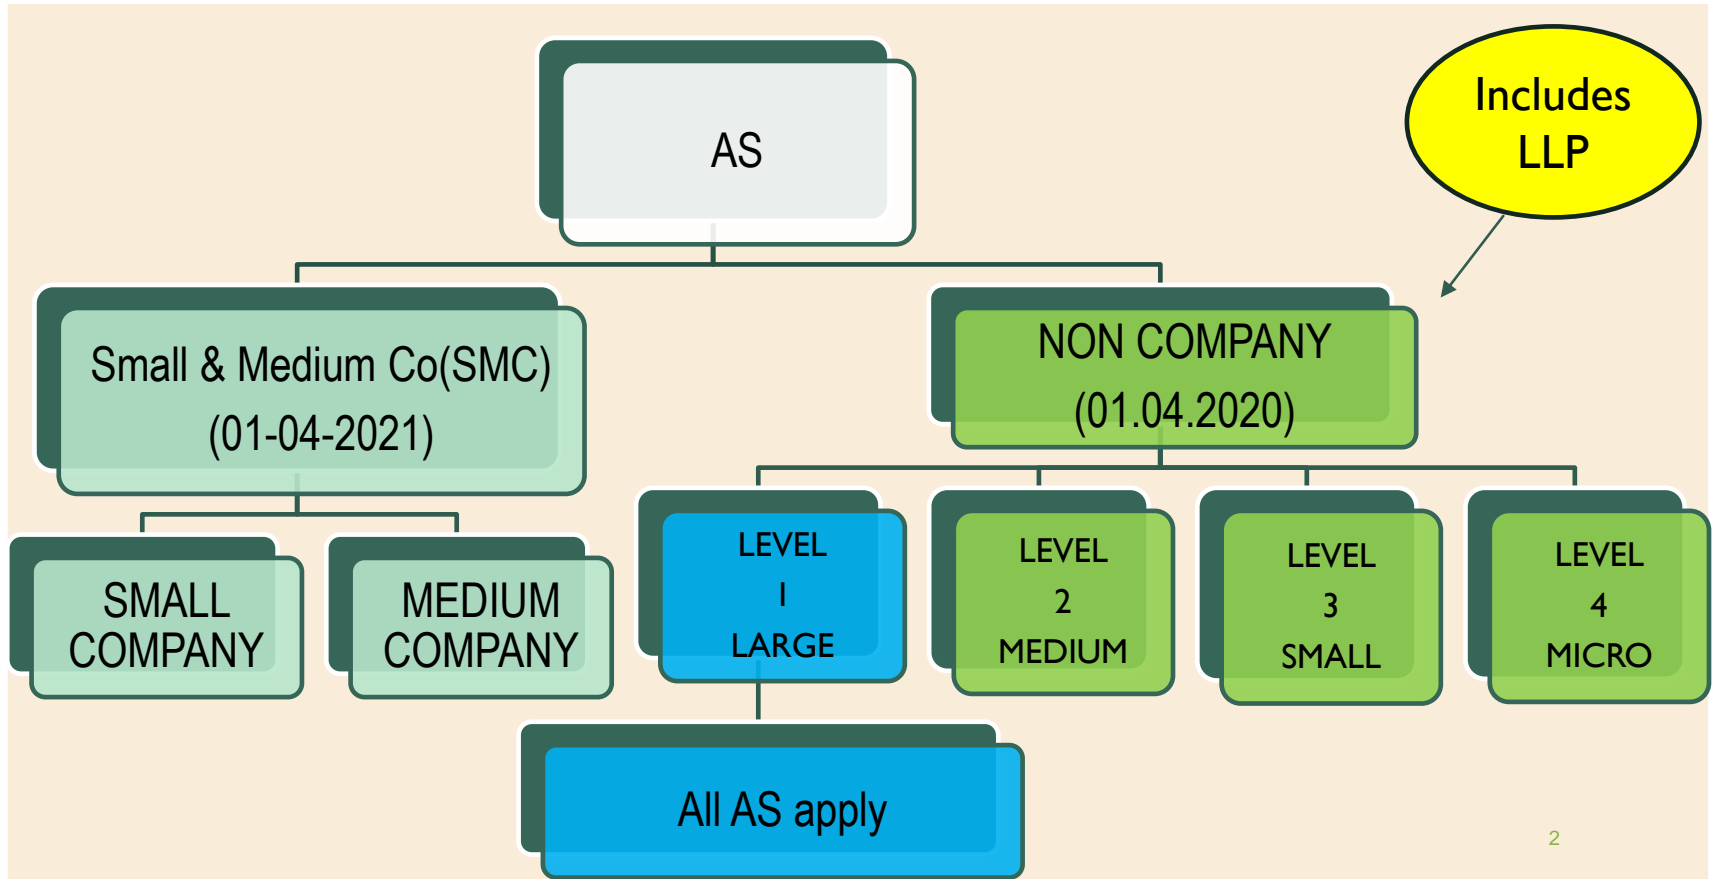 AS
Includes
LLP
Small & Medium Co(SMC)
(01-04-2021)
NON COMPANY
(01.04.2020)
SMALL
COMPANY
MEDIUM
COMPANY
LEVEL
1
LARGE
LEVEL
2
MEDIUM
LEVEL
3
SMALL
LEVEL
4
MICRO
All AS apply
2